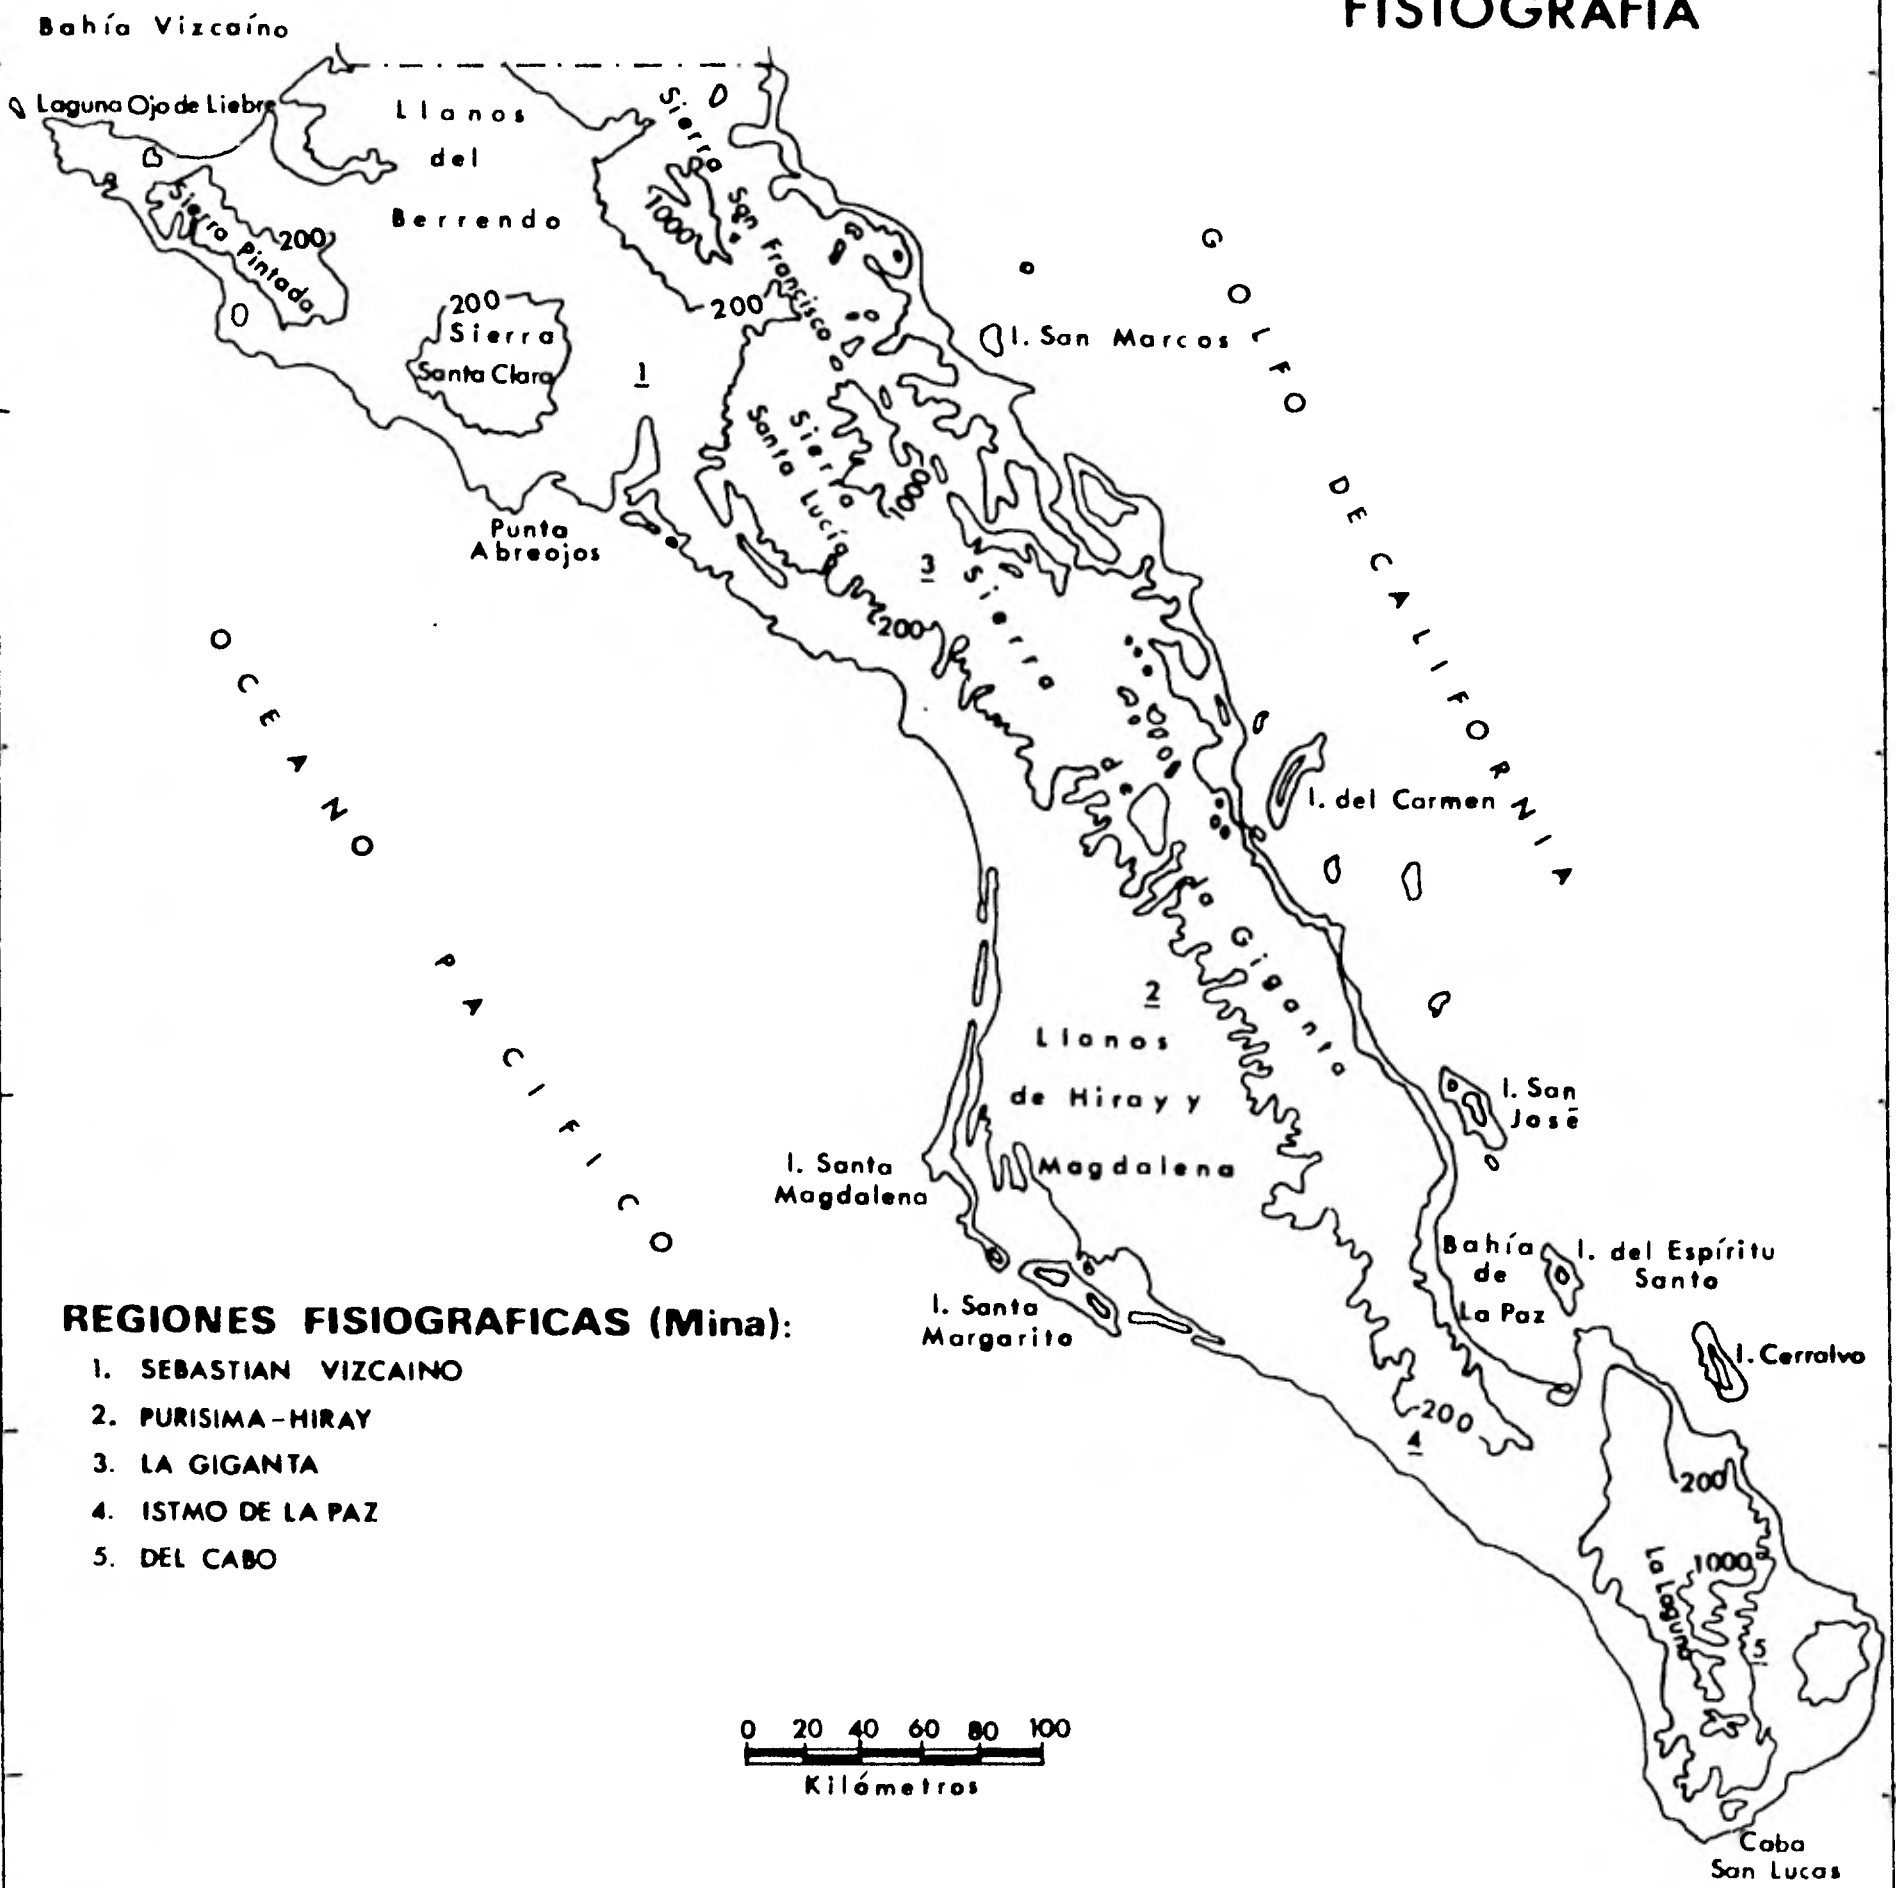 FISIOGRAFIA
Bahía Vizcaíno
Laguna Ojo de Liebre
Llanos
del
Berrendo
Sierra San Francisco
1000
200
Sierra Pintada
200
200
Sierra
Santa Clara
1
I. San Marcos
GOLFO DE CALIFORNIA
Sierra
Santa Lucía
1000
Punta
Abreojos
3
200
Sierra de la Giganta
OCEANO PACIFICO
I. del Carmen
2
Llanos
de Hiray y
Magdalena
I. San
José
I. Santa
Magdalena
Bahía
de
La Paz
I. del Espíritu
Santo
I. Santa
Margarita
I. Cerralvo
200
4
200
1000
La Laguna
5
REGIONES FISIOGRAFICAS (Mina):
1. SEBASTIAN VIZCAINO
2. PURISIMA-HIRAY
3. LA GIGANTA
4. ISTMO DE LA PAZ
5. DEL CABO
0 20 40 60 80 100
Kilómetros
Cabo
San Lucas